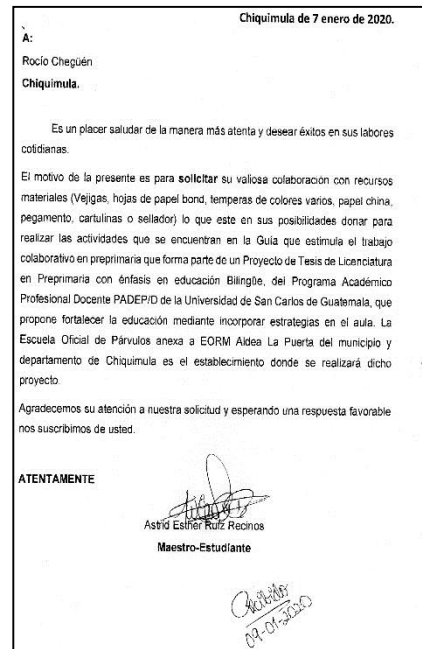 Chiquimula de 7 enero de 2020.
A:
Rocío Chegüén
Chiquimula.
Es un placer saludar de la manera más atenta y desear éxitos en sus labores
cotidianas.
El motivo de la presente es para solicitar su valiosa colaboración con recursos
materiales (Vejigas, hojas de papel bond, temperas de colores varios, papel china,
pegamento, cartulinas o sellador) lo que este en sus posibilidades donar para
realizar las actividades que se encuentran en la Guía que estimula el trabajo
colaborativo en preprimaria que forma parte de un Proyecto de Tesis de Licenciatura
en Preprimaria con énfasis en educación Bilingüe, del Programa Académico
Profesional Docente PADEP/D de la Universidad de San Carlos de Guatemala, que
propone fortalecer la educación mediante incorporar estrategias en el aula. La
Escuela Oficial de Párvulos anexa a EORM Aldea La Puerta del municipio y
departamento de Chiquimula es el establecimiento donde se realizará dicho
proyecto.
Agradecemos su atención a nuestra solicitud y esperando una respuesta favorable
nos suscribimos de usted.
ATENTAMENTE
Astrid Esther Ruíz Recinos
Maestro-Estudiante
Recibido
09-01-2020